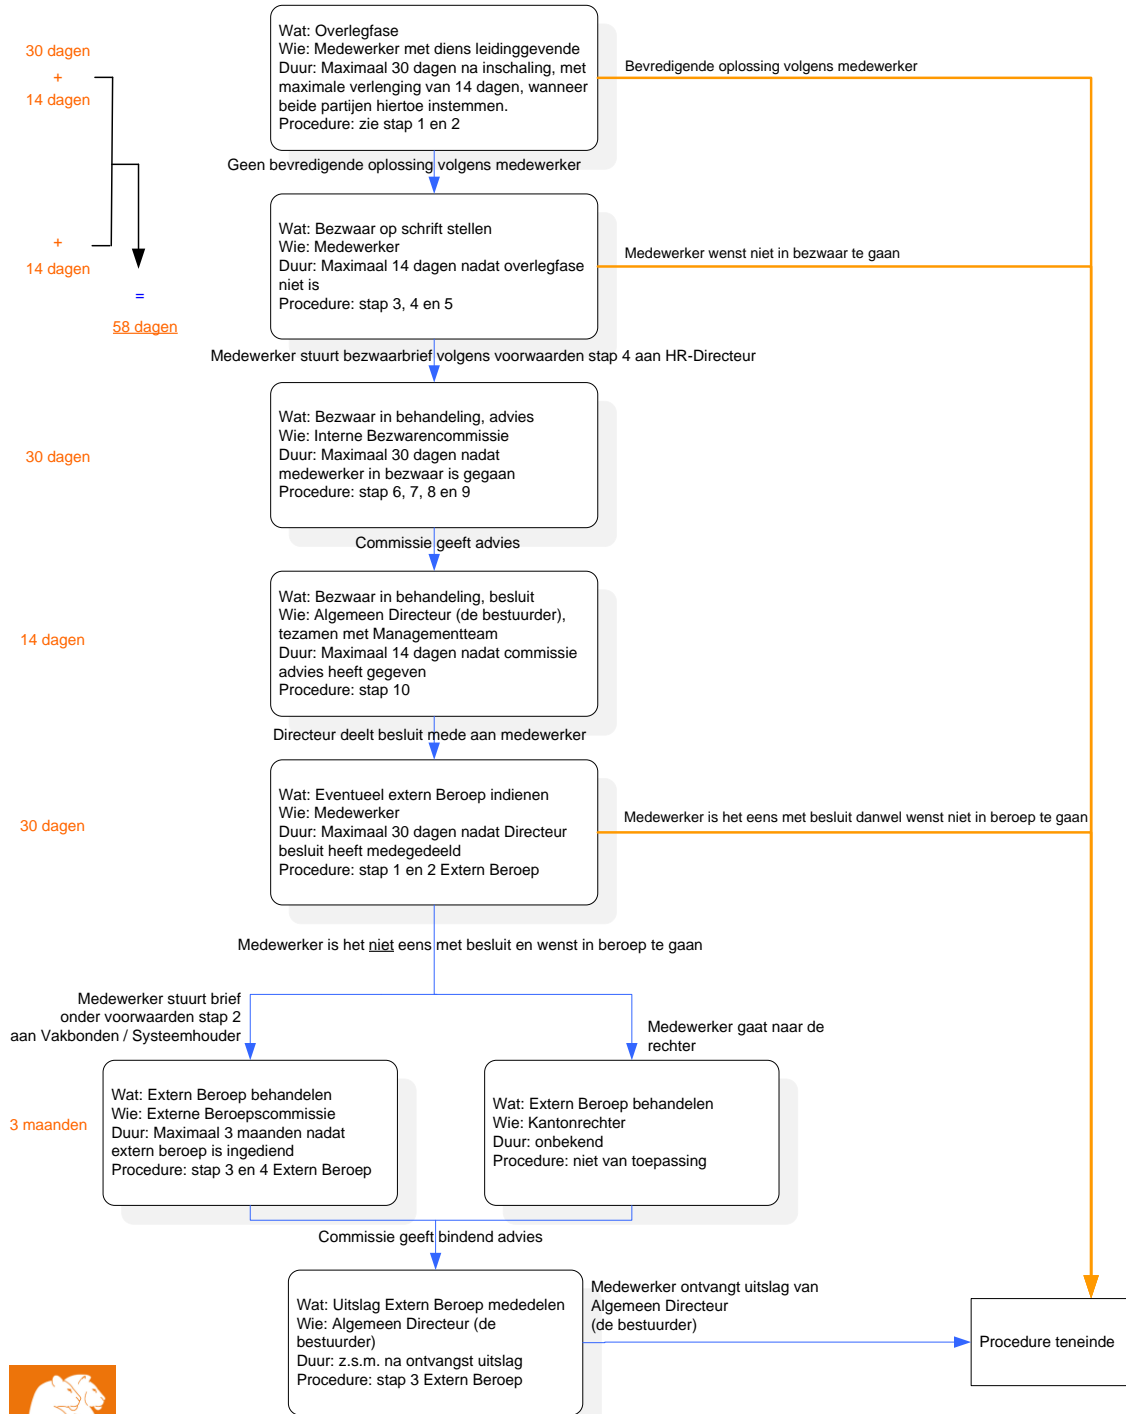 Wat: Overlegfase
Wie: Medewerker met diens leidinggevende
Duur: Maximaal 30 dagen na inschaling, met
maximale verlenging van 14 dagen, wanneer
beide partijen hiertoe instemmen.
Procedure: zie stap 1 en 2
30 dagen
+
14 dagen
Bevredigende oplossing volgens medewerker
Geen bevredigende oplossing volgens medewerker
Wat: Bezwaar op schrift stellen
Wie: Medewerker
Duur: Maximaal 14 dagen nadat overlegfase
niet is
Procedure: stap 3, 4 en 5
+
14 dagen
=
58 dagen
Medewerker wenst niet in bezwaar te gaan
Medewerker stuurt bezwaarbrief volgens voorwaarden stap 4 aan HR-Directeur
Wat: Bezwaar in behandeling, advies
Wie: Interne Bezwarencommissie
Duur: Maximaal 30 dagen nadat
medewerker in bezwaar is gegaan
Procedure: stap 6, 7, 8 en 9
30 dagen
Commissie geeft advies
Wat: Bezwaar in behandeling, besluit
Wie: Algemeen Directeur (de bestuurder),
tezamen met Managementteam
Duur: Maximaal 14 dagen nadat commissie
advies heeft gegeven
Procedure: stap 10
14 dagen
Directeur deelt besluit mede aan medewerker
Wat: Eventueel extern Beroep indienen
Wie: Medewerker
Duur: Maximaal 30 dagen nadat Directeur
besluit heeft medegedeeld
Procedure: stap 1 en 2 Extern Beroep
30 dagen
Medewerker is het eens met besluit danwel wenst niet in beroep te gaan
Medewerker is het niet eens met besluit en wenst in beroep te gaan
Medewerker stuurt brief
onder voorwaarden stap 2
aan Vakbonden / Systeemhouder
Medewerker gaat naar de
rechter
Wat: Extern Beroep behandelen
Wie: Externe Beroepscommissie
Duur: Maximaal 3 maanden nadat
extern beroep is ingediend
Procedure: stap 3 en 4 Extern Beroep
3 maanden
Wat: Extern Beroep behandelen
Wie: Kantonrechter
Duur: onbekend
Procedure: niet van toepassing
Commissie geeft bindend advies
Wat: Uitslag Extern Beroep mededelen
Wie: Algemeen Directeur (de
bestuurder)
Duur: z.s.m. na ontvangst uitslag
Procedure: stap 3 Extern Beroep
Medewerker ontvangt uitslag van
Algemeen Directeur
(de bestuurder)
Procedure teneinde